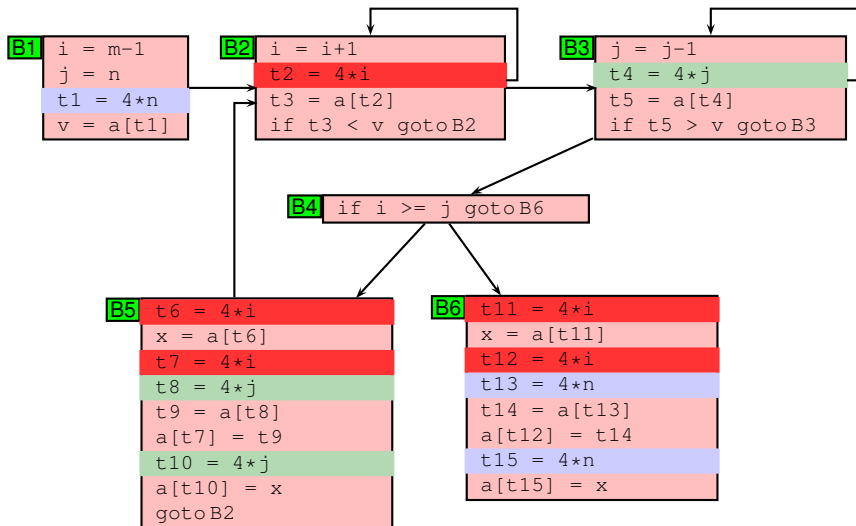 B1
i = m-1
j = n
t1 = 4*n
v = a[t1]
B2
i = i+1
t2 = 4*i
t3 = a[t2]
if t3 < v goto B2
B3
j = j-1
t4 = 4*j
t5 = a[t4]
if t5 > v goto B3
B4
if i >= j goto B6
B5
t6 = 4*i
x = a[t6]
t7 = 4*i
t8 = 4*j
t9 = a[t8]
a[t7] = t9
t10 = 4*j
a[t10] = x
goto B2
B6
t11 = 4*i
x = a[t11]
t12 = 4*i
t13 = 4*n
t14 = a[t13]
a[t12] = t14
t15 = 4*n
a[t15] = x